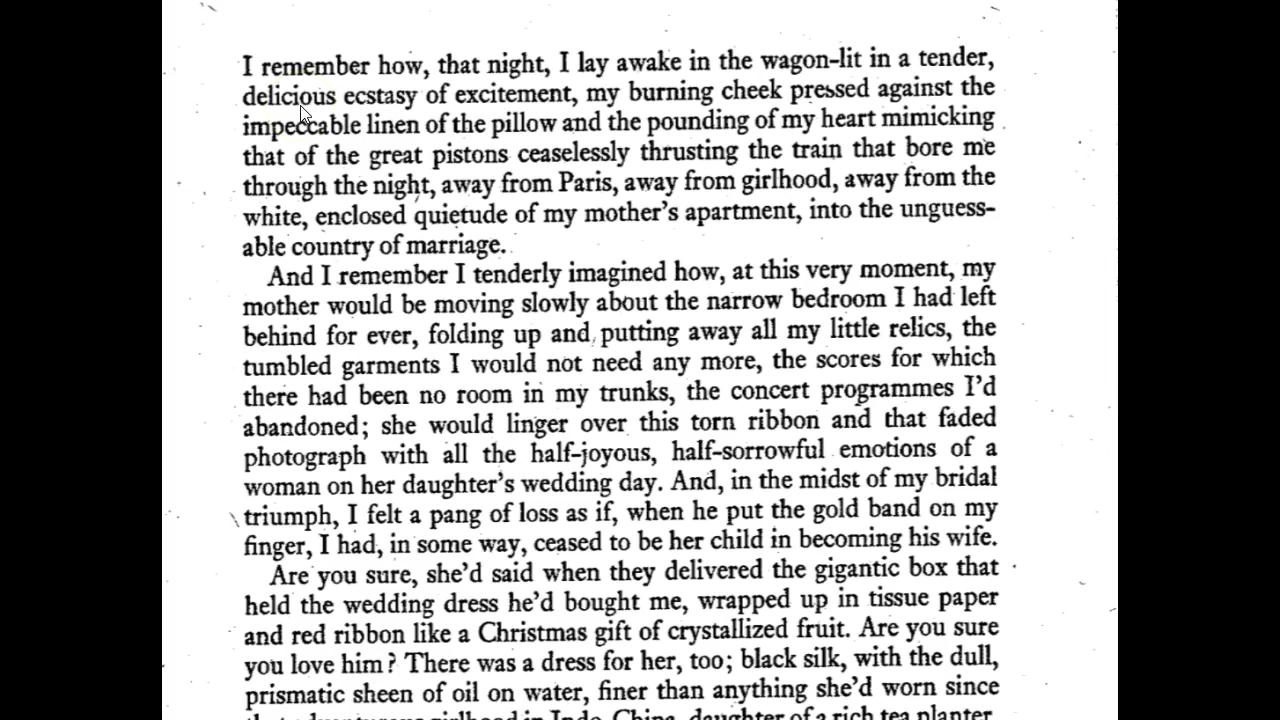 I remember how, that night, I lay awake in the wagon-lit in a tender,
delicious ecstasy of excitement, my burning cheek pressed against the
impeccable linen of the pillow and the pounding of my heart mimicking
that of the great pistons ceaselessly thrusting the train that bore me
through the night, away from Paris, away from girlhood, away from the
white, enclosed quietude of my mother's apartment, into the unguess-
able country of marriage.
And I remember I tenderly imagined how, at this very moment, my
mother would be moving slowly about the narrow bedroom I had left
behind for ever, folding up and putting away all my little relics, the
tumbled garments I would not need any more, the scores for which
there had been no room in my trunks, the concert programmes I'd
abandoned; she would linger over this torn ribbon and that faded
photograph with all the half-joyous, half-sorrowful emotions of a
woman on her daughter's wedding day. And, in the midst of my bridal
triumph, I felt a pang of loss as if, when he put the gold band on my
finger, I had, in some way, ceased to be her child in becoming his wife.
Are you sure, she'd said when they delivered the gigantic box that
held the wedding dress he'd bought me, wrapped up in tissue paper
and red ribbon like a Christmas gift of crystallized fruit. Are you sure
you love him? There was a dress for her, too; black silk, with the dull,
prismatic sheen of oil on water, finer than anything she'd worn since
that adventurous girlhood in Indo-China, daughter of a rich tea planter.